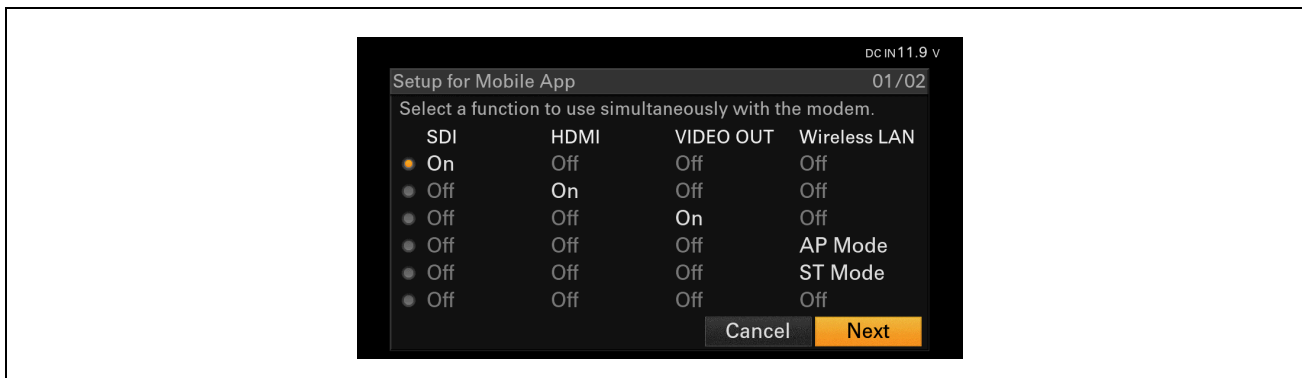 DC IN11.9 V
Setup for Mobile App 01/02
Select a function to use simultaneously with the modem.
SDI HDMI VIDEO OUT Wireless LAN
On Off Off Off
Off On Off Off
Off Off On Off
Off Off Off AP Mode
Off Off Off ST Mode
Off Off Off Off
Cancel Next